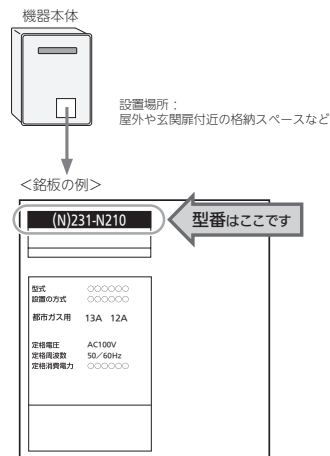 機器本体
設置場所：
屋外や玄関扉付近の格納スペースなど
<銘板の例>
(N)231-N210
型番はここです
型式 ○○○○○○
設置の方式 ○○○○○○
都市ガス用 13A 12A
定格電圧 AC100V
定格周波数 50／60Hz
定格消費電力 ○○○○○○